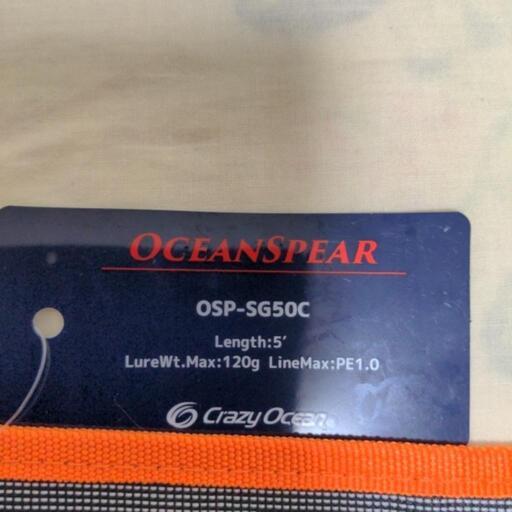 OCEANSPEAR
OSP-SG50C
Length:5′
LureWt.Max:120g LineMax:PE1.0
Crazy Ocean